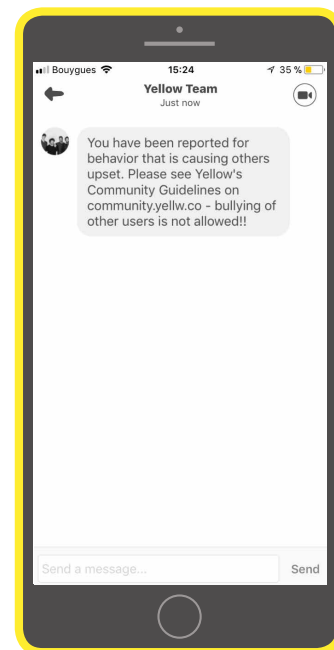 Bouygues 15:24 35 %
Yellow Team
Just now
You have been reported for
behavior that is causing others
upset. Please see Yellow's
Community Guidelines on
community.yellw.co - bullying of
other users is not allowed!!
Send a message... Send